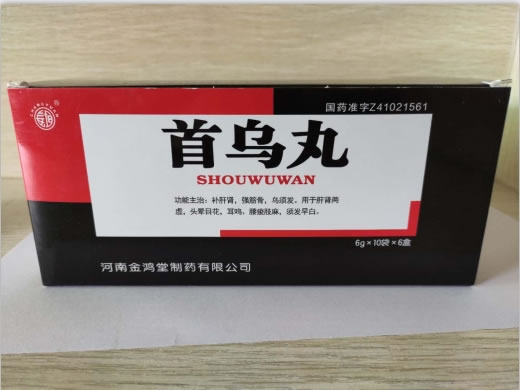 国药准字Z41021561
首乌丸
SHOUWUWAN
功能主治：补肝肾，强筋骨，乌须发。用于肝肾两
虚，头晕目花，耳鸣，腰痠肢麻，须发早白。
6g×10袋×6盒
河南金鸿堂制药有限公司